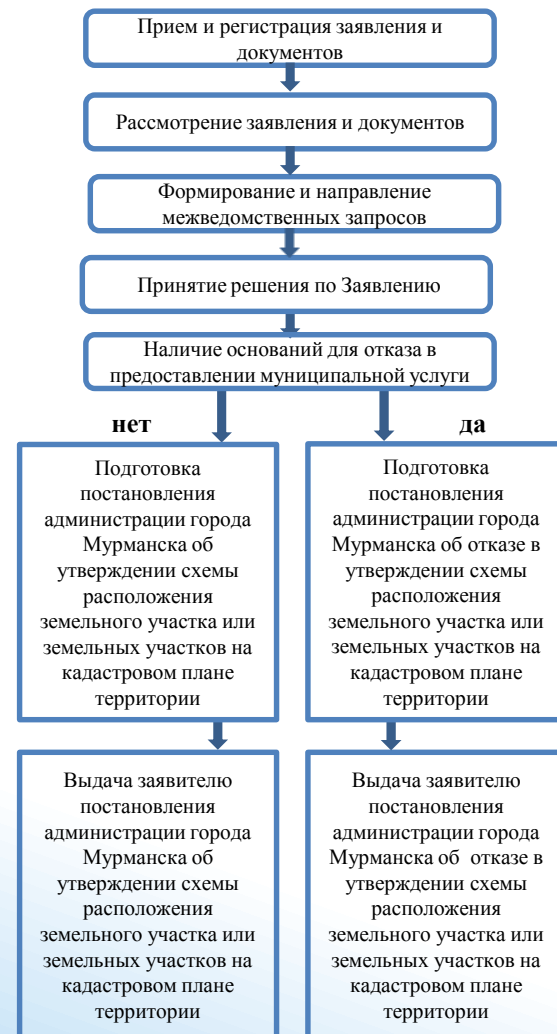 Прием и регистрация заявления и
документов
Рассмотрение заявления и документов
Формирование и направление
межведомственных запросов
Принятие решения по Заявлению
Наличие оснований для отказа в
предоставлении муниципальной услуги
нет
да
Подготовка
постановления
администрации города
Мурманска об
утверждении схемы
расположения
земельного участка или
земельных участков на
кадастровом плане
территории
Подготовка
постановления
администрации города
Мурманска об отказе в
утверждении схемы
расположения
земельного участка или
земельных участков на
кадастровом плане
территории
Выдача заявителю
постановления
администрации города
Мурманска об
утверждении схемы
расположения
земельного участка или
земельных участков на
кадастровом плане
территории
Выдача заявителю
постановления
администрации города
Мурманска об отказе в
утверждении схемы
расположения
земельного участка или
земельных участков на
кадастровом плане
территории